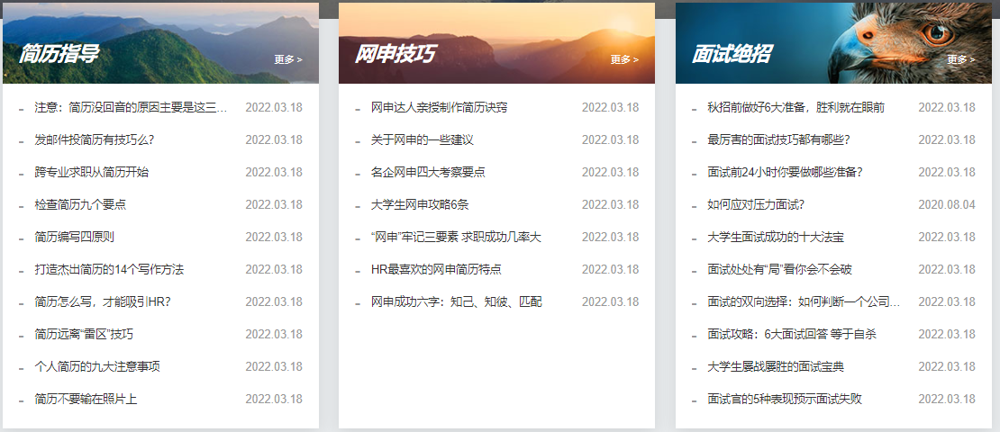 简历指导
更多 >
- 注意：简历没回音的原因主要是这三... 2022.03.18
- 发邮件投简历有技巧么? 2022.03.18
- 跨专业求职从简历开始 2022.03.18
- 检查简历九个要点 2022.03.18
- 简历编写四原则 2022.03.18
- 打造杰出简历的14个写作方法 2022.03.18
- 简历怎么写，才能吸引HR? 2022.03.18
- 简历远离“雷区”技巧 2022.03.18
- 个人简历的九大注意事项 2022.03.18
- 简历不要输在照片上 2022.03.18
网申技巧
更多 >
- 网申达人亲授制作简历诀窍 2022.03.18
- 关于网申的一些建议 2022.03.18
- 名企网申四大考察要点 2022.03.18
- 大学生网申攻略6条 2022.03.18
- “网申”牢记三要素 求职成功几率大 2022.03.18
- HR最喜欢的网申简历特点 2022.03.18
- 网申成功六字：知己、知彼、匹配 2022.03.18
面试绝招
更多 >
- 秋招前做好6大准备，胜利就在眼前 2022.03.18
- 最厉害的面试技巧都有哪些? 2022.03.18
- 面试前24小时你要做哪些准备? 2022.03.18
- 如何应对压力面试? 2020.08.04
- 大学生面试成功的十大法宝 2022.03.18
- 面试处处有“局”看你会不会破 2022.03.18
- 面试的双向选择：如何判断一个公司... 2022.03.18
- 面试攻略：6大面试回答 等于自杀 2022.03.18
- 大学生屡战屡胜的面试宝典 2022.03.18
- 面试官的5种表现预示面试失败 2022.03.18